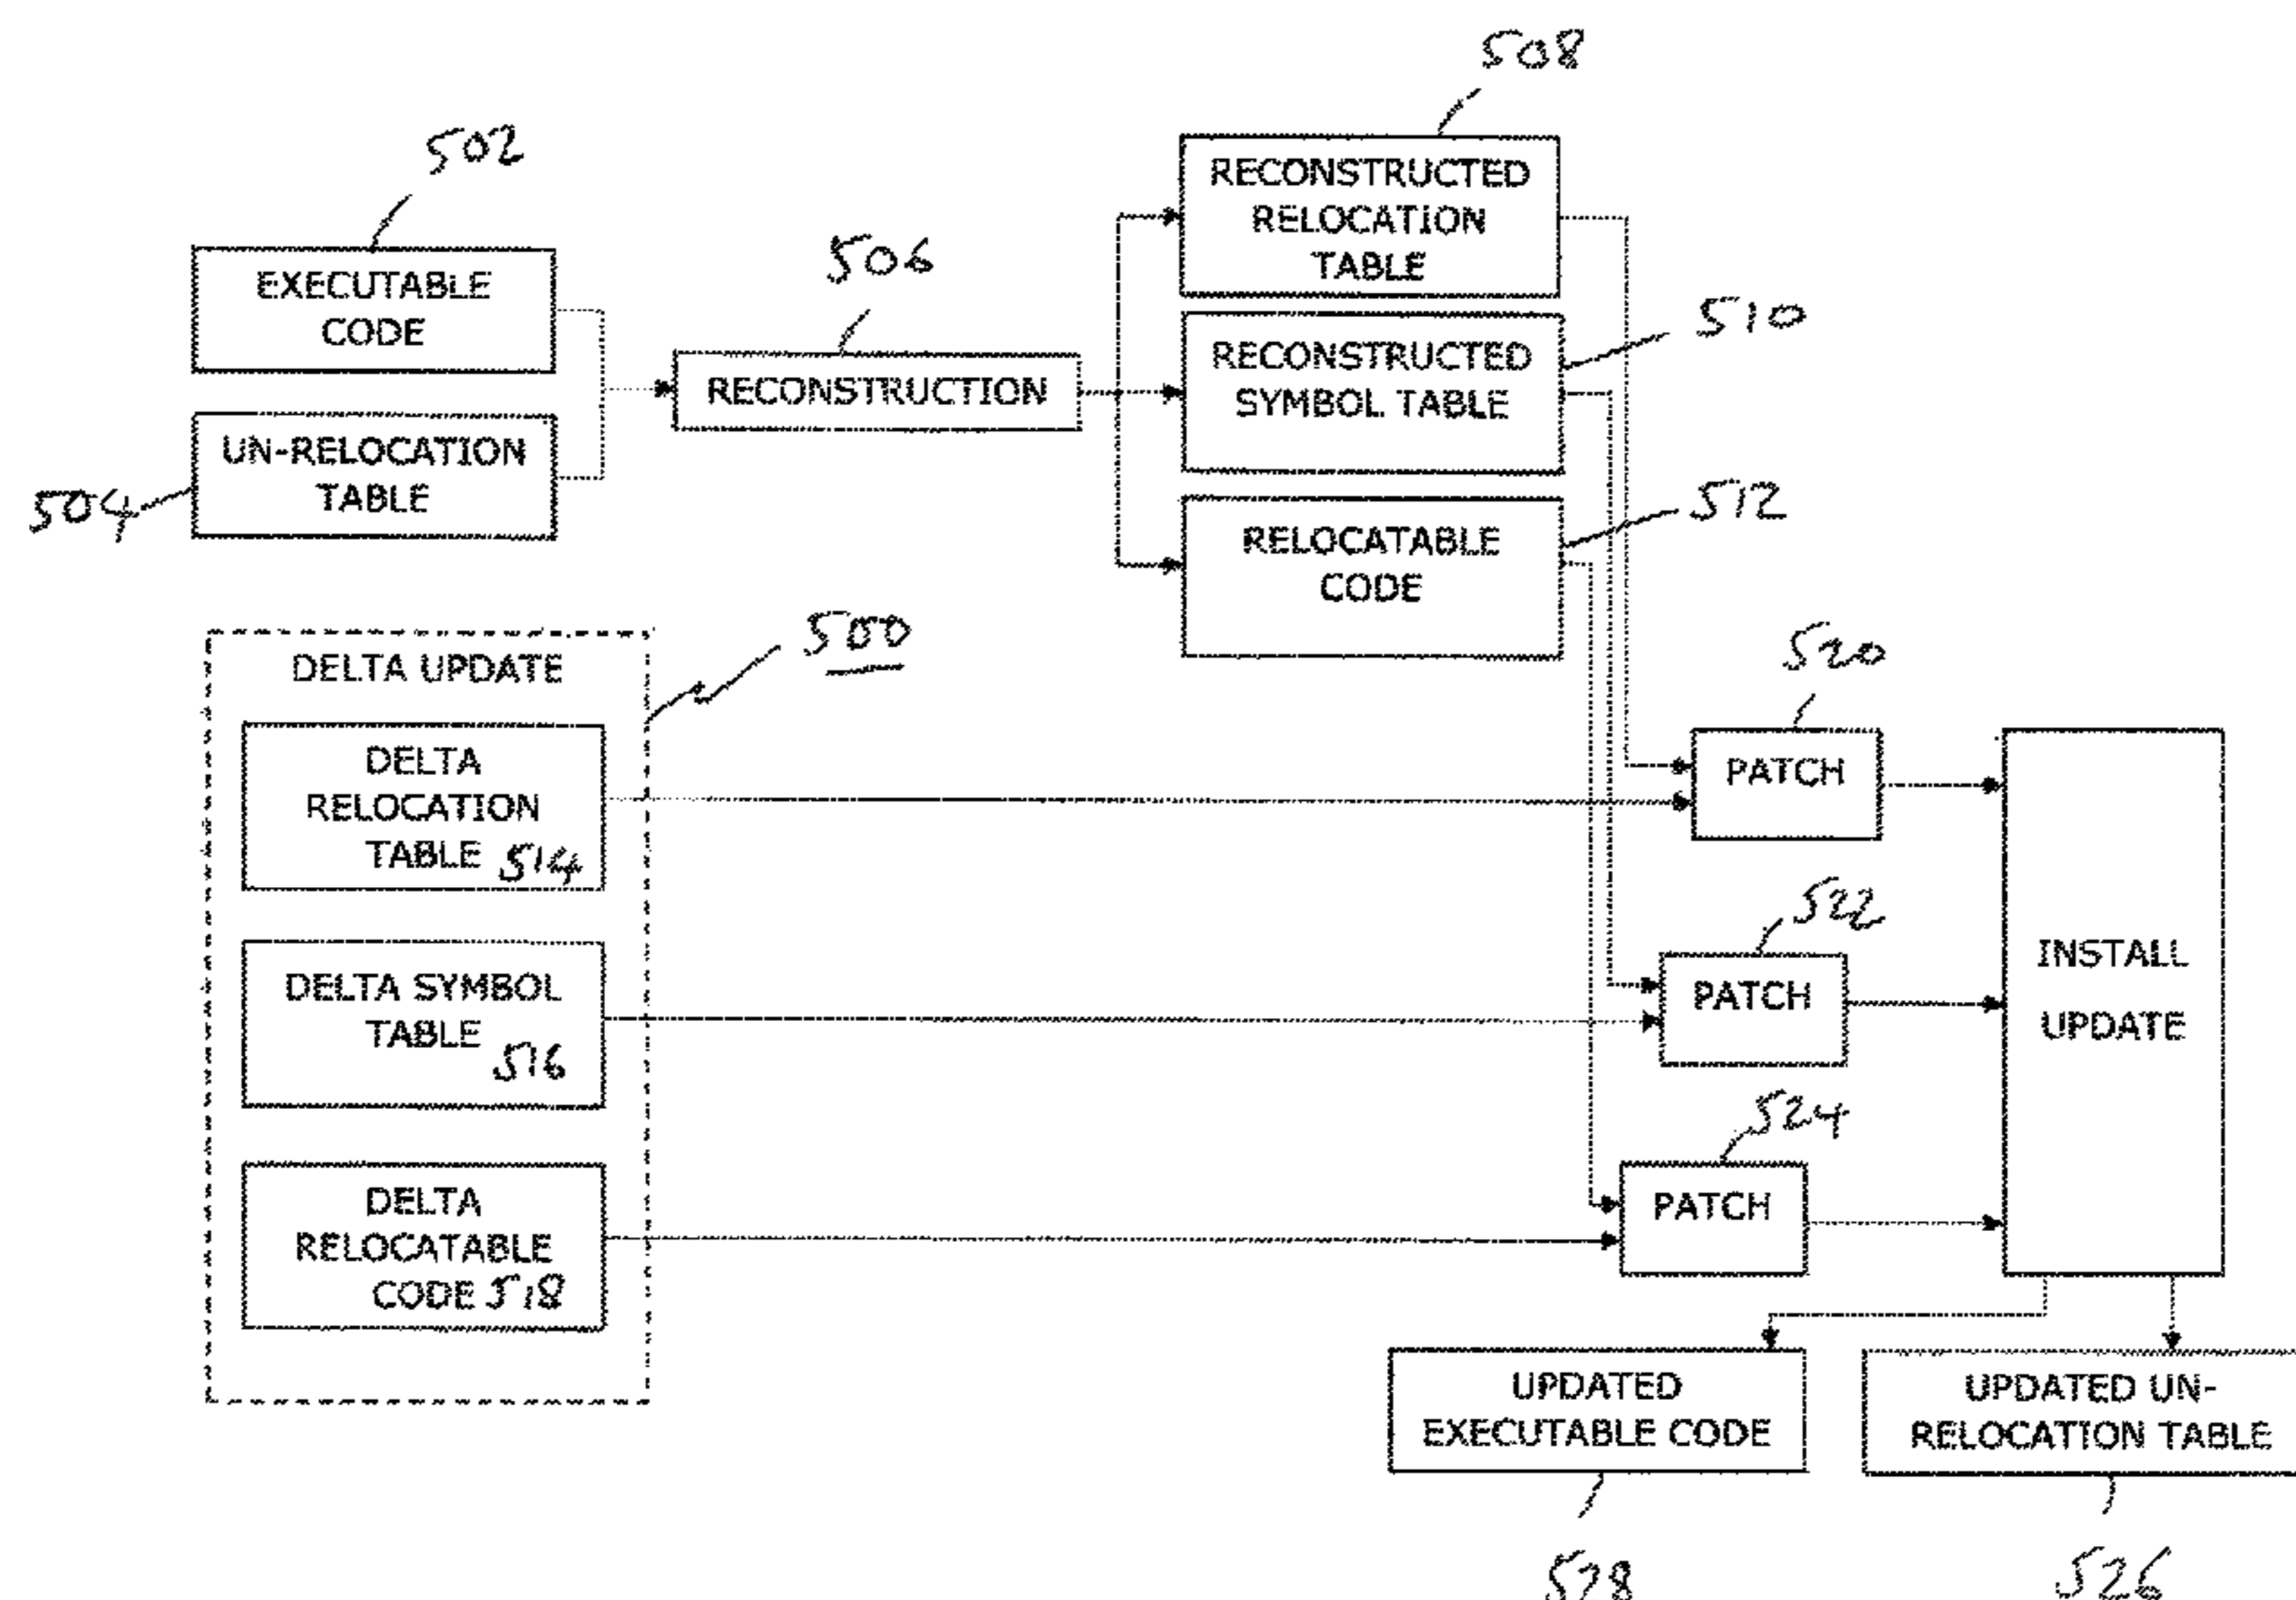 508
502
RECONSTRUCTED
RELOCATION
TABLE
506
EXECUTABLE
CODE
510
RECONSTRUCTION
RECONSTRUCTED
SYMBOL TABLE
UN-RELOCATION
TABLE
504
512
RELOCATABLE
CODE
500
DELTA UPDATE
520
DELTA
RELOCATION
TABLE 514
PATCH
522
DELTA SYMBOL
TABLE
516
PATCH
INSTALL
UPDATE
524
DELTA
RELOCATABLE
CODE 518
PATCH
UPDATED
EXECUTABLE CODE
UPDATED UN-
RELOCATION TABLE
528
526